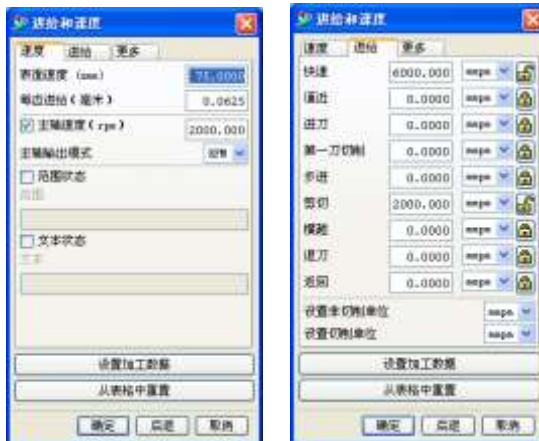 进给和速度
速度 进给 更多
表面速度 (smm) 75.0000
每齿进给(毫米) 0.0625
主轴速度(rpm) 2000.000
主轴输出模式 RPM
范围状态
范围
文本状态
文本
设置加工数据
从表格中重置
确定 后退 取消
进给和速度
速度 进给 更多
快速 6000.000 mmpm
逼近 0.0000 mmpm
进刀 0.0000 mmpm
第一刀切削 0.0000 mmpm
步进 0.0000 mmpm
剪切 2000.000 mmpm
横越 0.0000 mmpm
退刀 0.0000 mmpm
返回 0.0000 mmpm
设置非切削单位 mmpm
设置切削单位 mmpm
设置加工数据
从表格中重置
确定 后退 取消